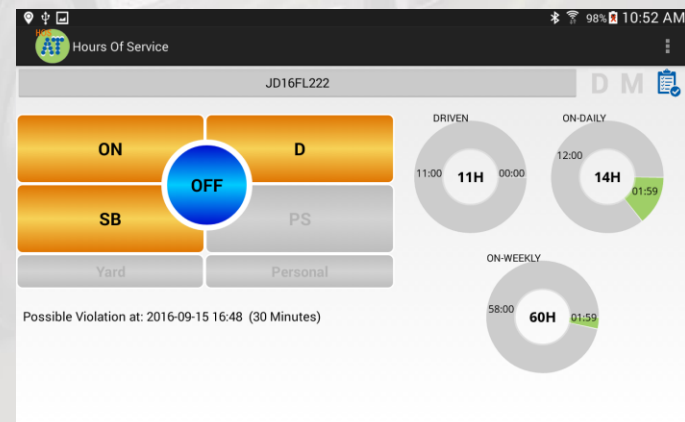 98% 10:52 AM
HOS
AT Hours Of Service
JD16FL222
D M
ON
D
OFF
SB
PS
Yard
Personal
Possible Violation at: 2016-09-15 16:48 (30 Minutes)
DRIVEN
11:00
11H
00:00
ON-DAILY
12:00
14H
01:59
ON-WEEKLY
58:00
60H
01:59